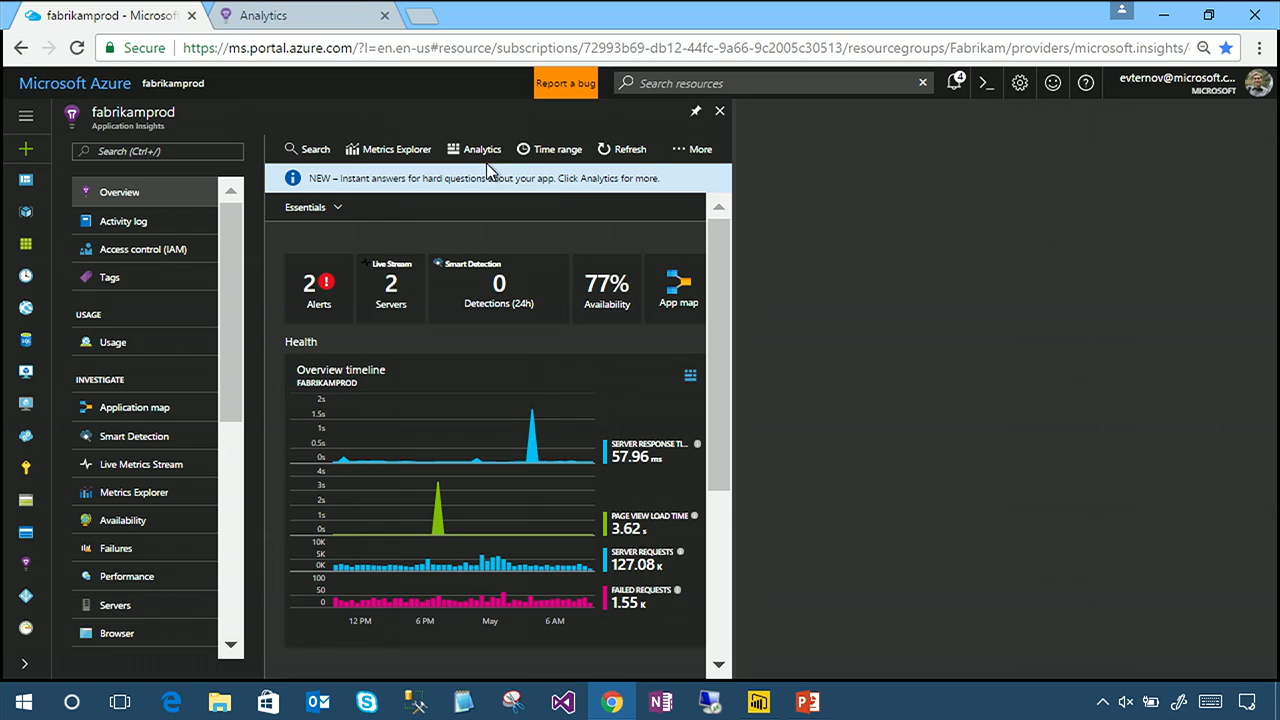 fabrikamprod - Microsof
Analytics
Secure
https://ms.portal.azure.com/?l=en.en-us#resource/subscriptions/72993b69-db12-44fc-9a66-9c2005c30513/resourcegroups/Fabrikam/providers/microsoft.insights/
Microsoft Azure
fabrikamprod
Report a bug
Search resources
4
evternov@microsoft.c...
MICROSOFT
fabrikamprod
Application Insights
Search (Ctrl+/)
Overview
Activity log
Access control (IAM)
Tags
USAGE
Usage
INVESTIGATE
Application map
Smart Detection
Live Metrics Stream
Metrics Explorer
Availability
Failures
Performance
Servers
Browser
Search
Metrics Explorer
Analytics
Time range
Refresh
More
NEW – Instant answers for hard questions about your app. Click Analytics for more.
Essentials
2
Alerts
Live Stream
2
Servers
Smart Detection
0
Detections (24h)
77%
Availability
App map
Health
Overview timeline
FABRIKAMPROD
2s
1.5s
1s
0.5s
0s
SERVER RESPONSE TI...
57.96 ms
4s
3s
2s
1s
0s
PAGE VIEW LOAD TIME
3.62 s
10K
5K
0K
SERVER REQUESTS
127.08 K
100
50
0
FAILED REQUESTS
1.55 K
12 PM
6 PM
May
6 AM